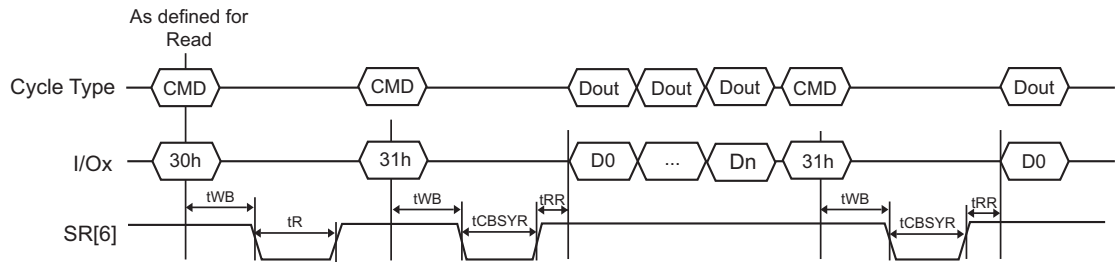 As defined for
Read
Cycle Type CMD CMD Dout Dout Dout CMD Dout
I/Ox 30h 31h D0 ... Dn 31h D0
tWB tR tWB tCBSYR tRR tWB tCBSYR tRR
SR[6]